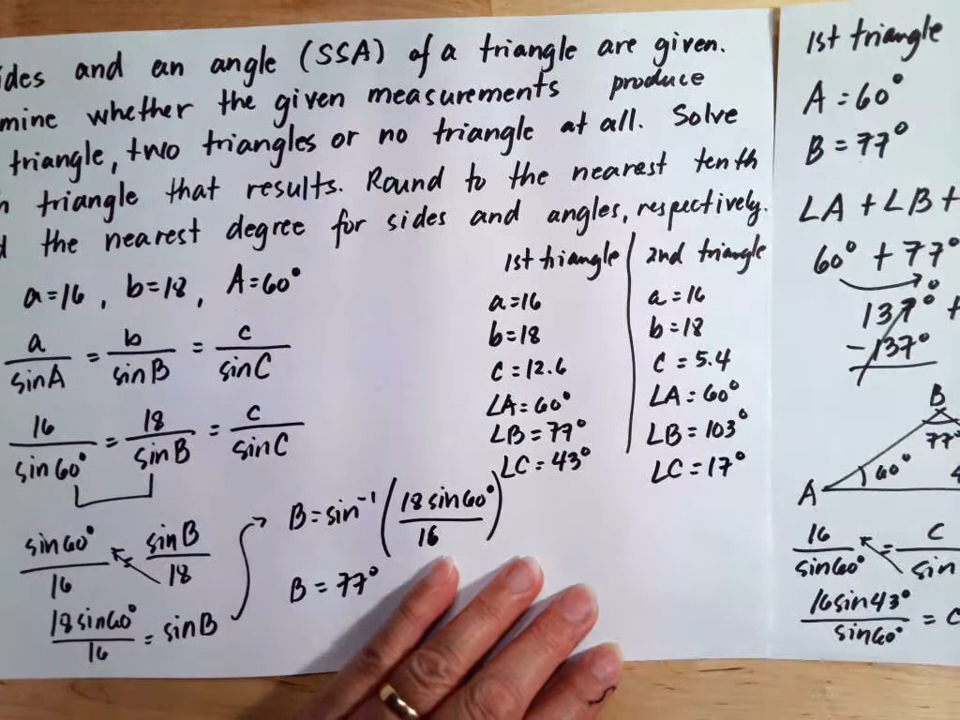 ides and an angle (SSA) of a triangle are given.
mine whether the given measurements produce
triangle, two triangles or no triangle at all. Solve
n triangle that results. Round to the nearest tenth
d the nearest degree for sides and angles, respectively.
a=16, b=18, A=60°
a/sinA = b/sinB = c/sinC
16/sin60° = 18/sinB = c/sinC
sin60°/16 = sinB/18
18sin60°/16 = sinB
B=sin⁻¹(18sin60°/16)
B=77°
1st triangle
a=16
b=18
c=12.6
∠A=60°
∠B=77°
∠C=43°
2nd triangle
a=16
b=18
c=5.4
∠A=60°
∠B=103°
∠C=17°
1st triangle
A=60°
B=77°
∠A+∠B+
60°+77°
137°+
-137°
B
77°
60°
A
16/sin60° = c/sin
16sin43°/sin60° = c